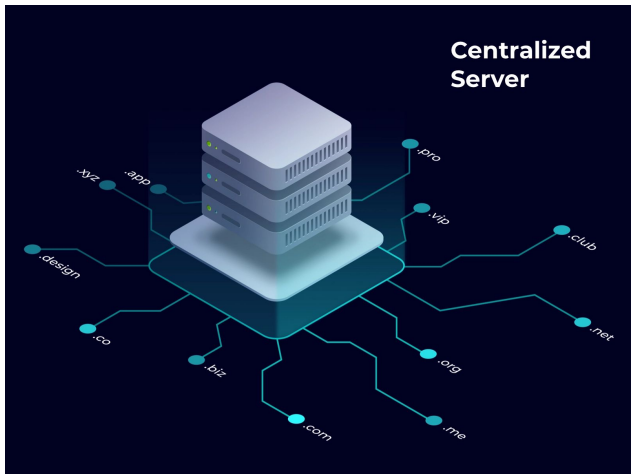 Centralized
Server
.pro
.app
.xyz
.vip
.club
.design
.net
.co
.org
.biz
.com
.me